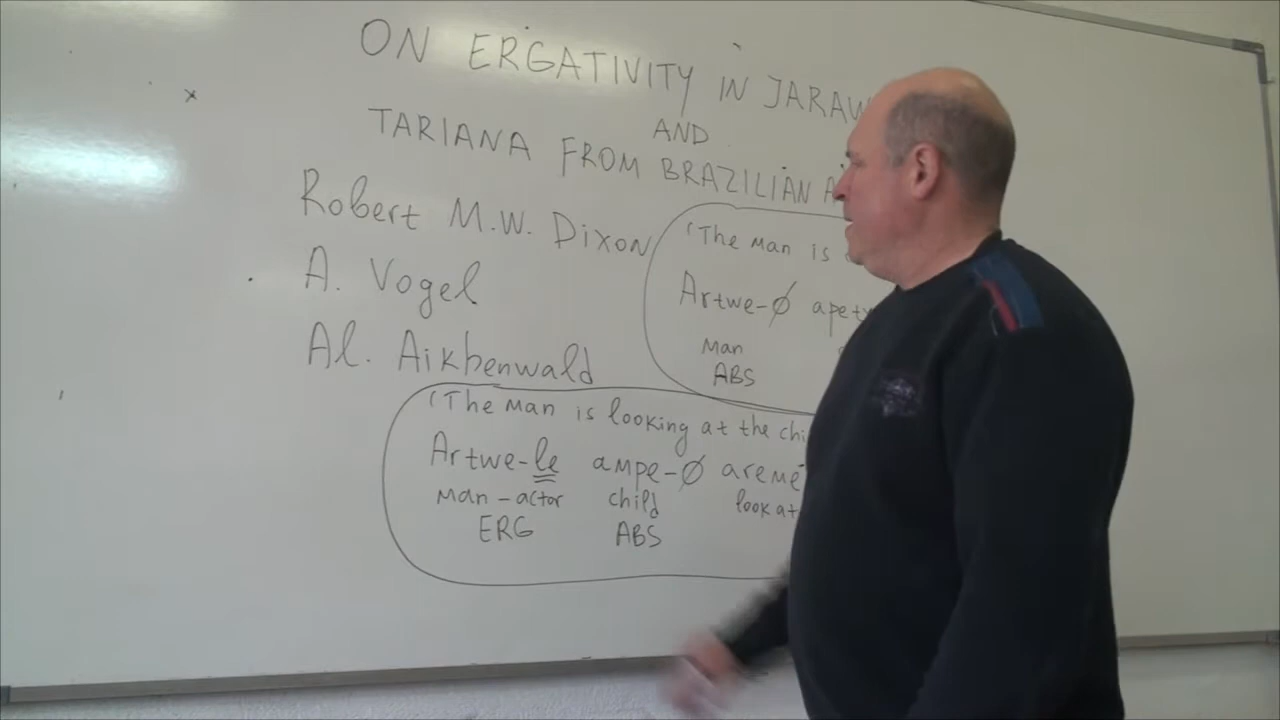 ON ERGATIVITY IN JARAW
AND
TARIANA FROM BRAZILIAN A
Robert M.W. Dixon
A. Vogel
Al. Aikhenwald
'The man is
Artwe-Ø apety
man
ABS
'The man is looking at the chi
Artwe-le ampe-Ø areme
man-actor child look at
ERG ABS